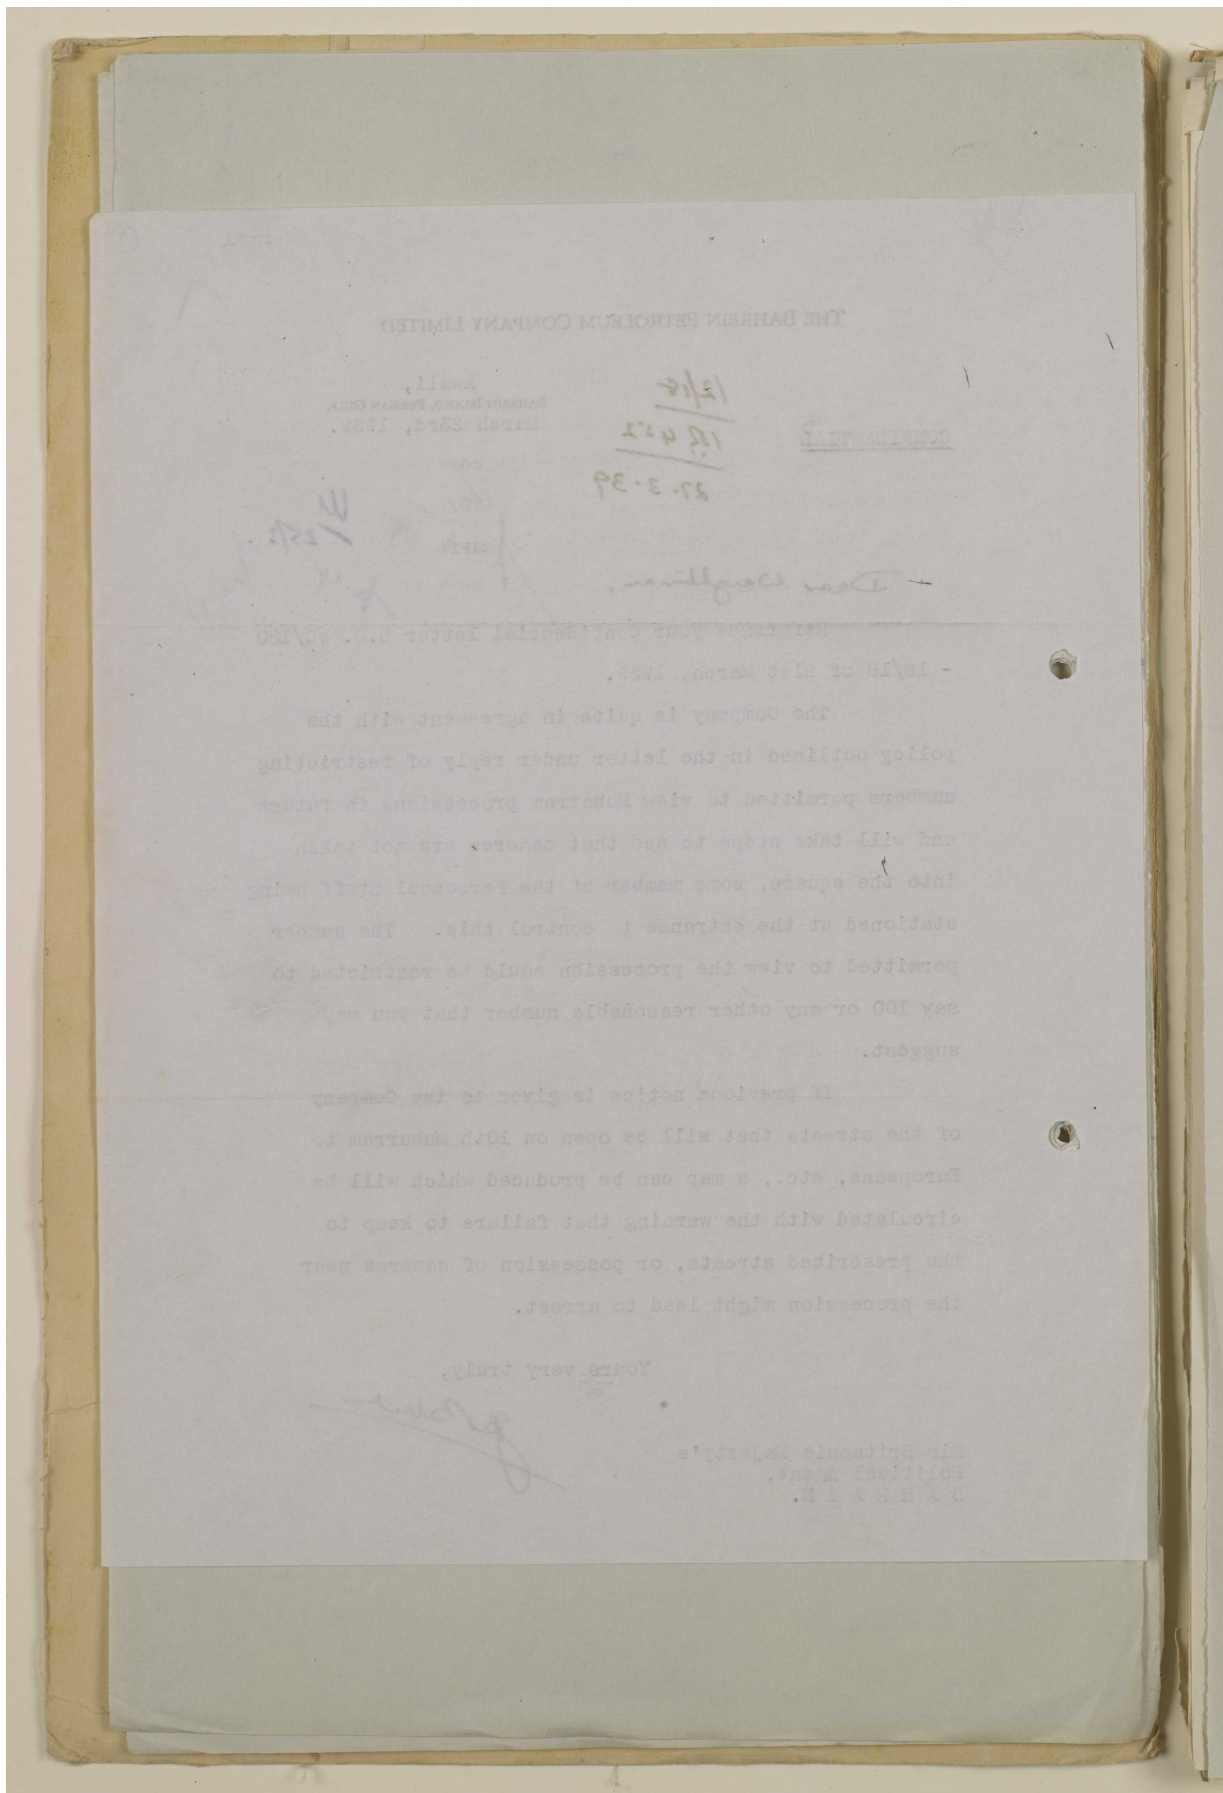 THE BAHREIN PETROLEUM COMPANY LIMITED
Awali,
BAHREIN ISLAND, PERSIAN GULF,
March 23rd, 1939.
CONFIDENTIAL
12/18
452
27.3.39
Dear Weightman,
Reference your confidential letter D.O.
- 18/18 of 21st March, 1939.
The Company is quite in agreement with the
policy outlined in the letter under reply of restricting
numbers permitted to view Muharram processions in future
and will take steps to see that cameras are not taken
into the square, some member of the Personnel Staff being
stationed at the entrance to control this. The number
permitted to view the procession could be restricted to
say 100 or any other reasonable number that you may
suggest.
If previous notice is given to the Company
of the streets that will be open on 10th Muharram to
Europeans, etc., a map can be produced which will be
circulated with the warning that failure to keep to
the prescribed streets, or possession of cameras near
the procession might lead to arrest.
Yours very truly,
His Britannic Majesty's
Political Agent,
B A H R A I N.